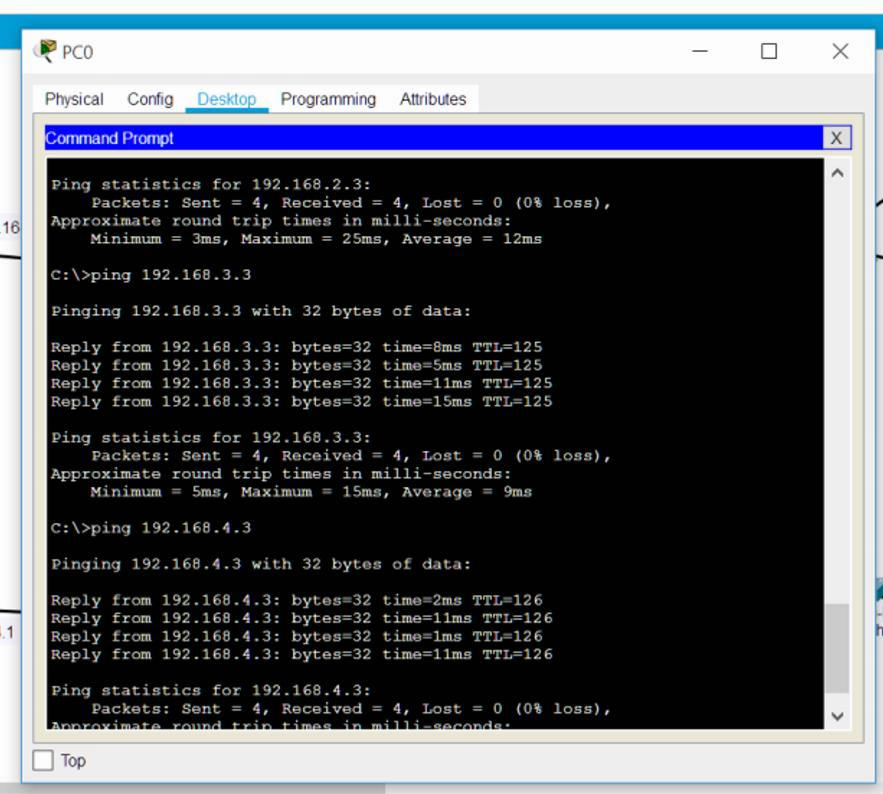 PC0
Physical Config Desktop Programming Attributes
Command Prompt
X
Ping statistics for 192.168.2.3:
Packets: Sent = 4, Received = 4, Lost = 0 (0% loss),
Approximate round trip times in milli-seconds:
Minimum = 3ms, Maximum = 25ms, Average = 12ms
C:\>ping 192.168.3.3
Pinging 192.168.3.3 with 32 bytes of data:
Reply from 192.168.3.3: bytes=32 time=8ms TTL=125
Reply from 192.168.3.3: bytes=32 time=5ms TTL=125
Reply from 192.168.3.3: bytes=32 time=11ms TTL=125
Reply from 192.168.3.3: bytes=32 time=15ms TTL=125
Ping statistics for 192.168.3.3:
Packets: Sent = 4, Received = 4, Lost = 0 (0% loss),
Approximate round trip times in milli-seconds:
Minimum = 5ms, Maximum = 15ms, Average = 9ms
C:\>ping 192.168.4.3
Pinging 192.168.4.3 with 32 bytes of data:
Reply from 192.168.4.3: bytes=32 time=2ms TTL=126
Reply from 192.168.4.3: bytes=32 time=11ms TTL=126
Reply from 192.168.4.3: bytes=32 time=1ms TTL=126
Reply from 192.168.4.3: bytes=32 time=11ms TTL=126
Ping statistics for 192.168.4.3:
Packets: Sent = 4, Received = 4, Lost = 0 (0% loss),
Approximate round trip times in milli-seconds:
Top
.16
.1